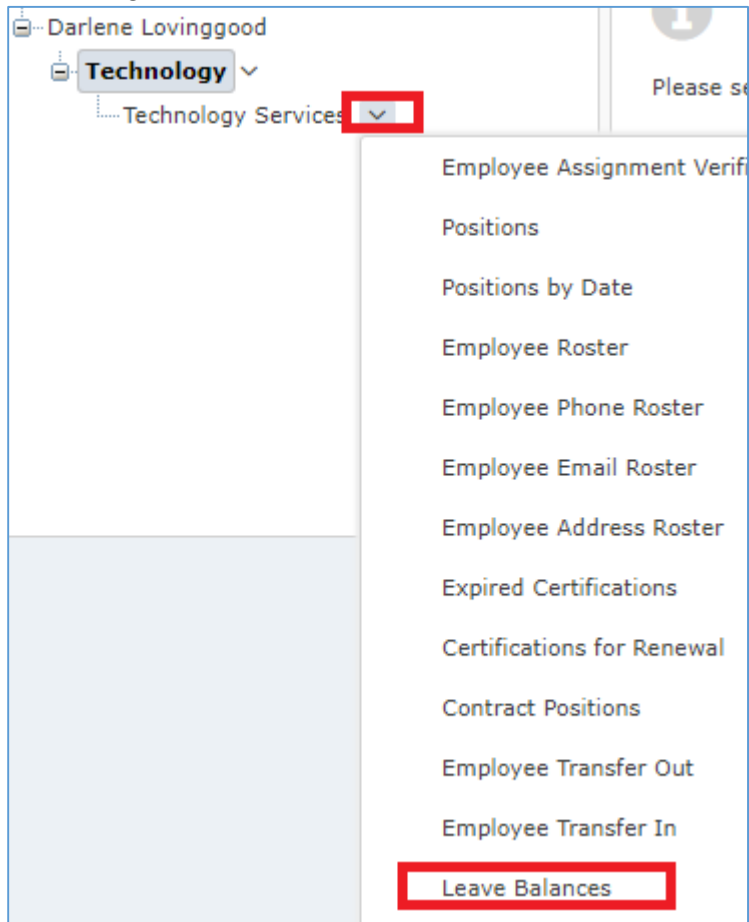 Darlene Lovinggood
Technology
Please se
Technology Services
Employee Assignment Verifi
Positions
Positions by Date
Employee Roster
Employee Phone Roster
Employee Email Roster
Employee Address Roster
Expired Certifications
Certifications for Renewal
Contract Positions
Employee Transfer Out
Employee Transfer In
Leave Balances